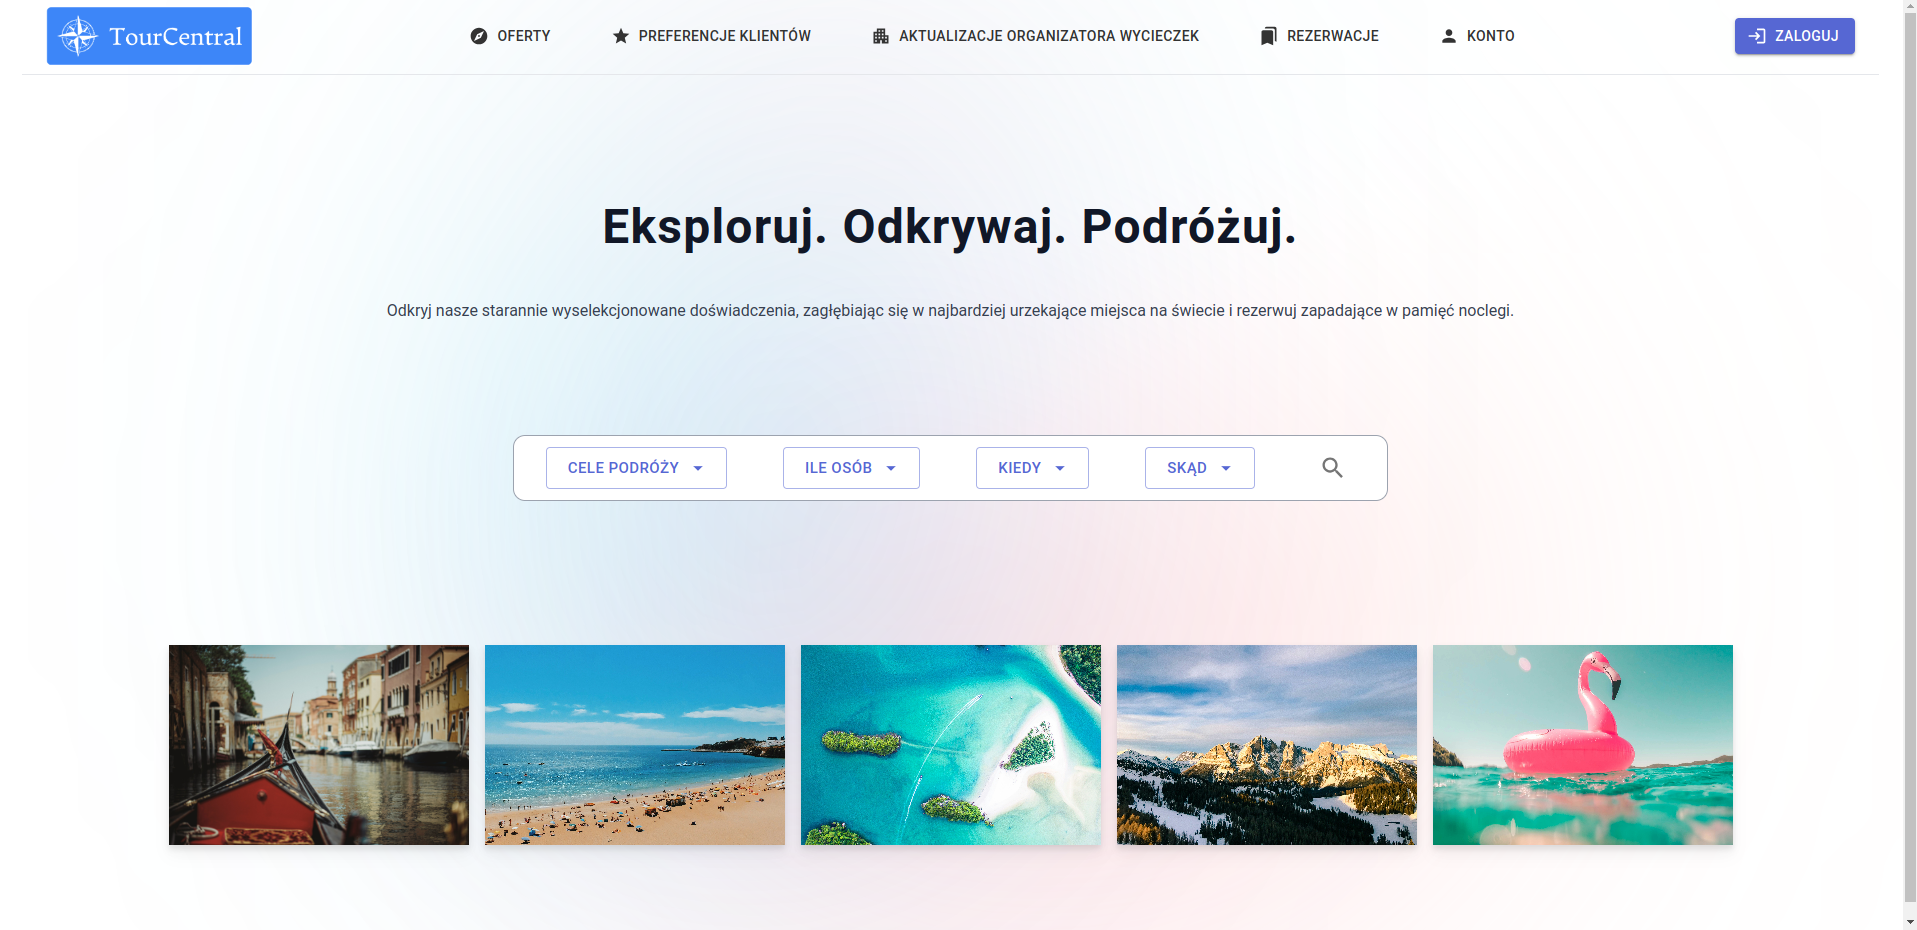 TourCentral
OFERTY
PREFERENCJE KLIENTÓW
AKTUALIZACJE ORGANIZATORA WYCIECZEK
REZERWACJE
KONTO
ZALOGUJ
Eksploruj. Odkrywaj. Podróżuj.
Odkryj nasze starannie wyselekcjonowane doświadczenia, zagłębiając się w najbardziej urzekające miejsca na świecie i rezerwuj zapadające w pamięć noclegi.
CELE PODRÓŻY
ILE OSÓB
KIEDY
SKĄD